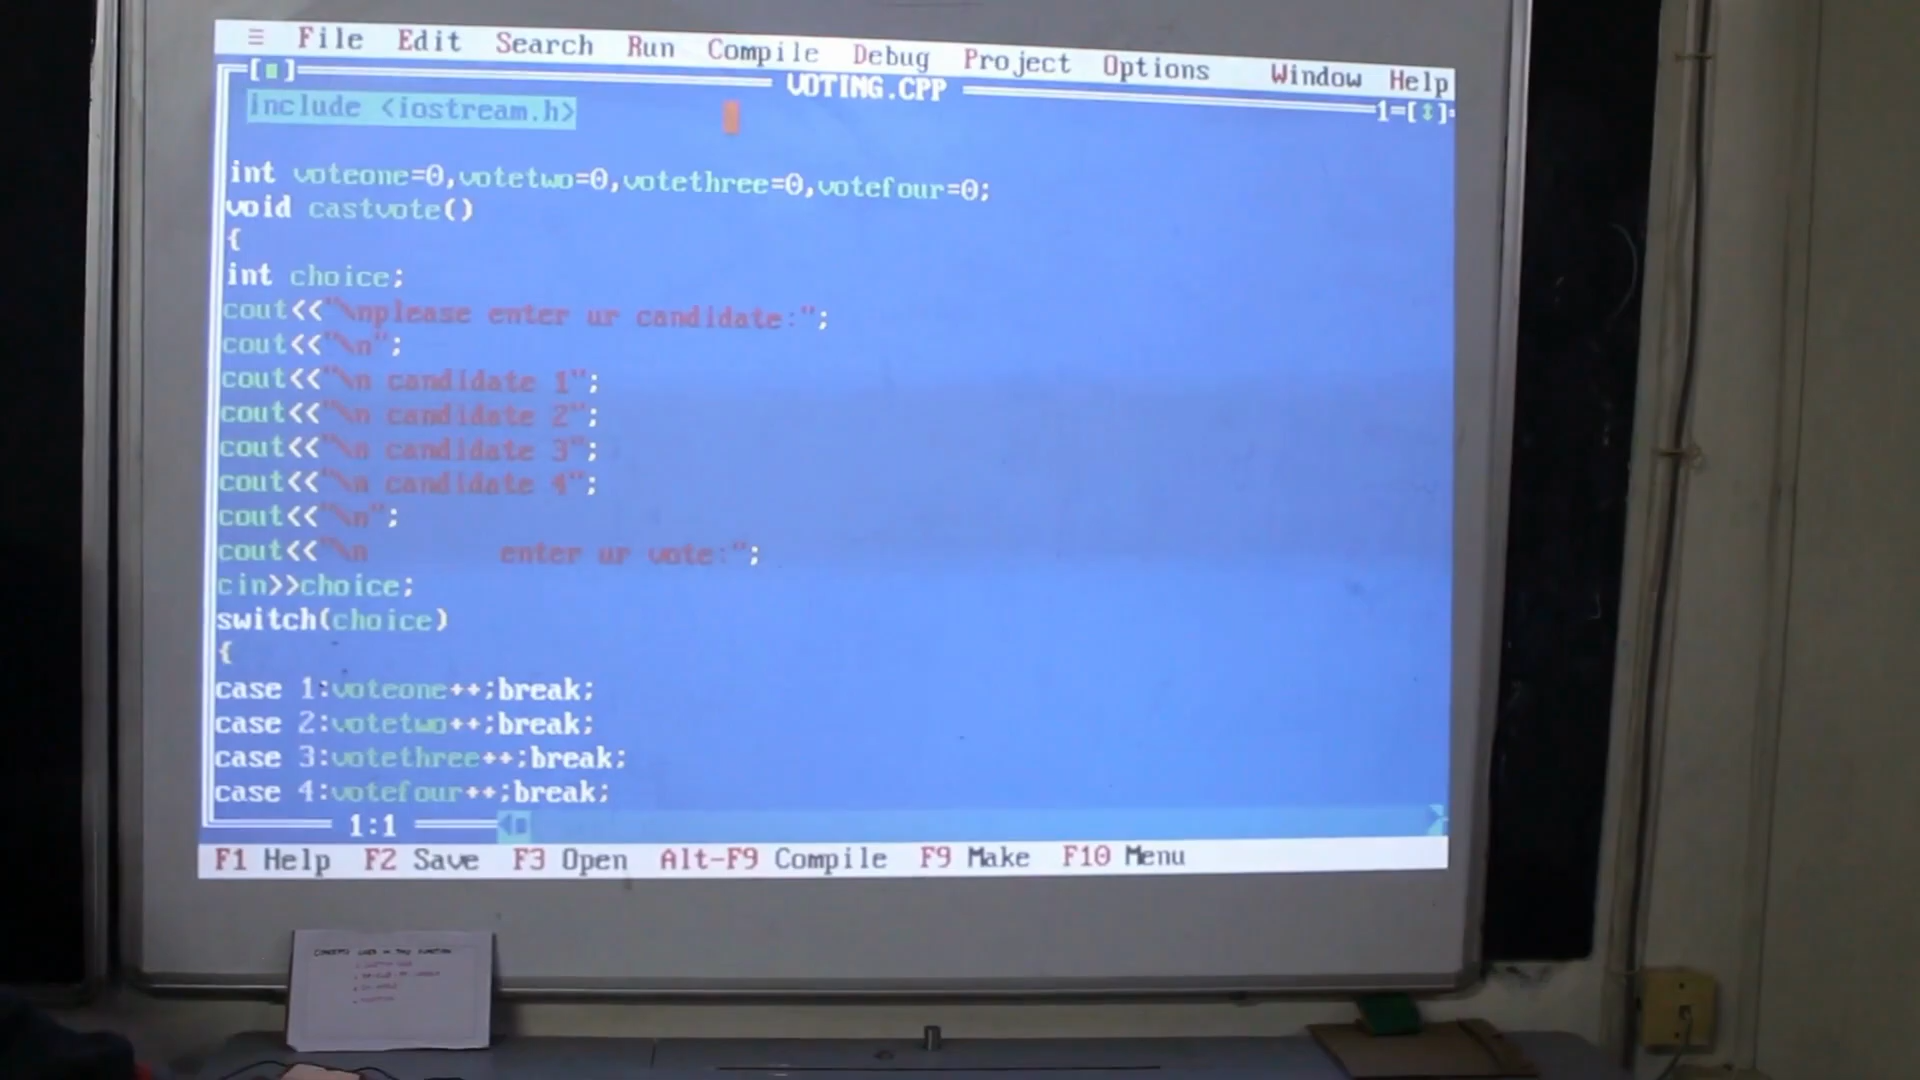 ≡ File Edit Search Run Compile Debug Project Options Window Help
[■] VOTING.CPP 1=[↕]
include <iostream.h>
int voteone=0,votetwo=0,votethree=0,votefour=0;
void castvote()
{
int choice;
cout<<"\nplease enter ur candidate:";
cout<<"\n";
cout<<"\n candidate 1";
cout<<"\n candidate 2";
cout<<"\n candidate 3";
cout<<"\n candidate 4";
cout<<"\n";
cout<<"\n        enter ur vote:";
cin>>choice;
switch(choice)
{
case 1:voteone++;break;
case 2:votetwo++;break;
case 3:votethree++;break;
case 4:votefour++;break;
1:1
F1 Help F2 Save F3 Open Alt-F9 Compile F9 Make F10 Menu